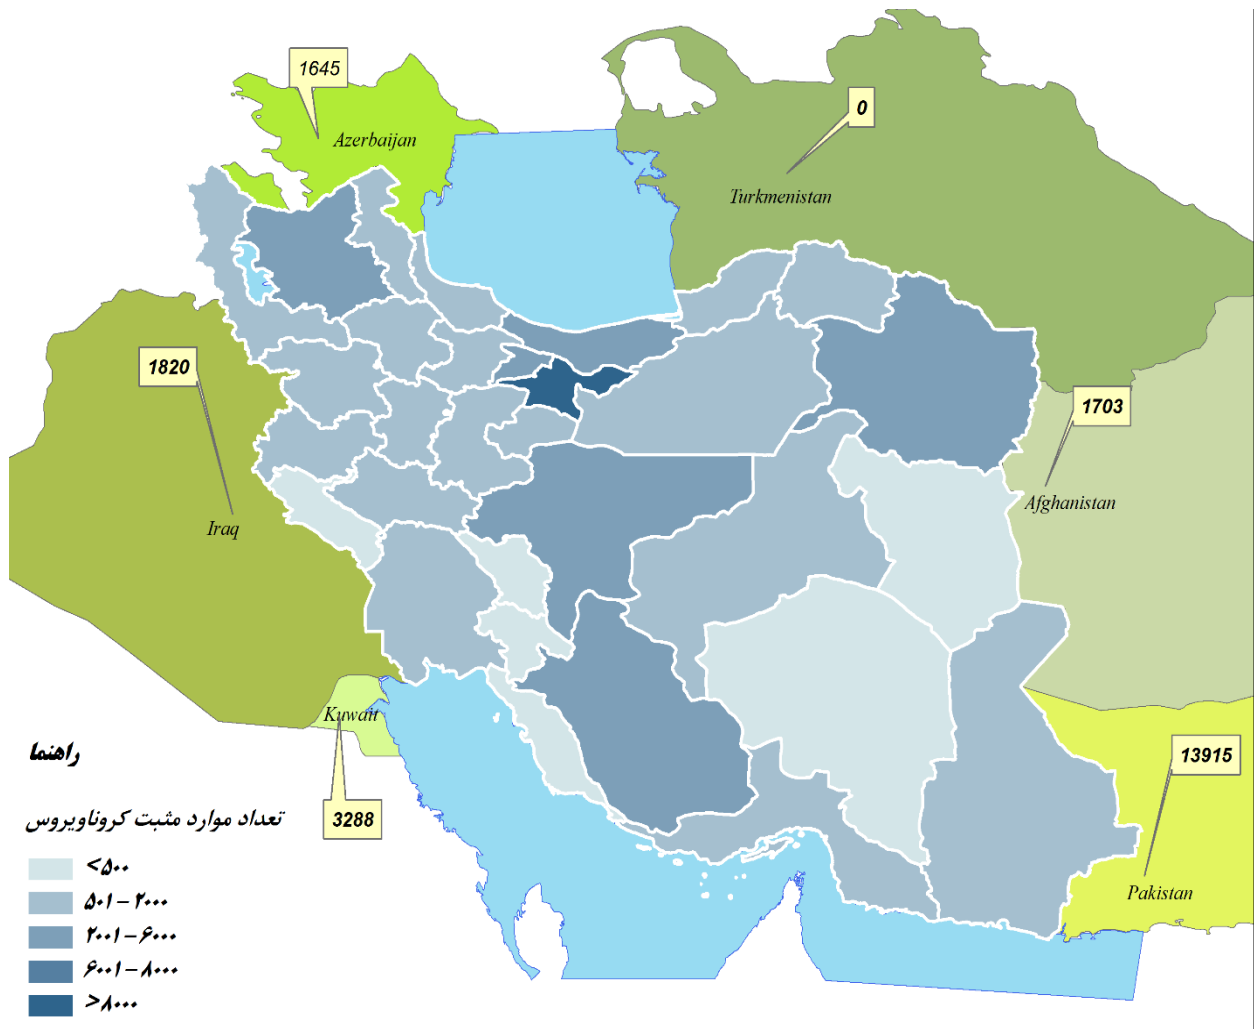 1645
Azerbaijan
0
Turkmenistan
1820
1703
Afghanistan
Iraq
Kuwait
13915
3288
Pakistan
راهنما
تعداد موارد مثبت کروناویروس
<۵۰۰
۵۰۱-۲۰۰۰
۲۰۰۱-۶۰۰۰
۶۰۰۱-۸۰۰۰
>۸۰۰۰